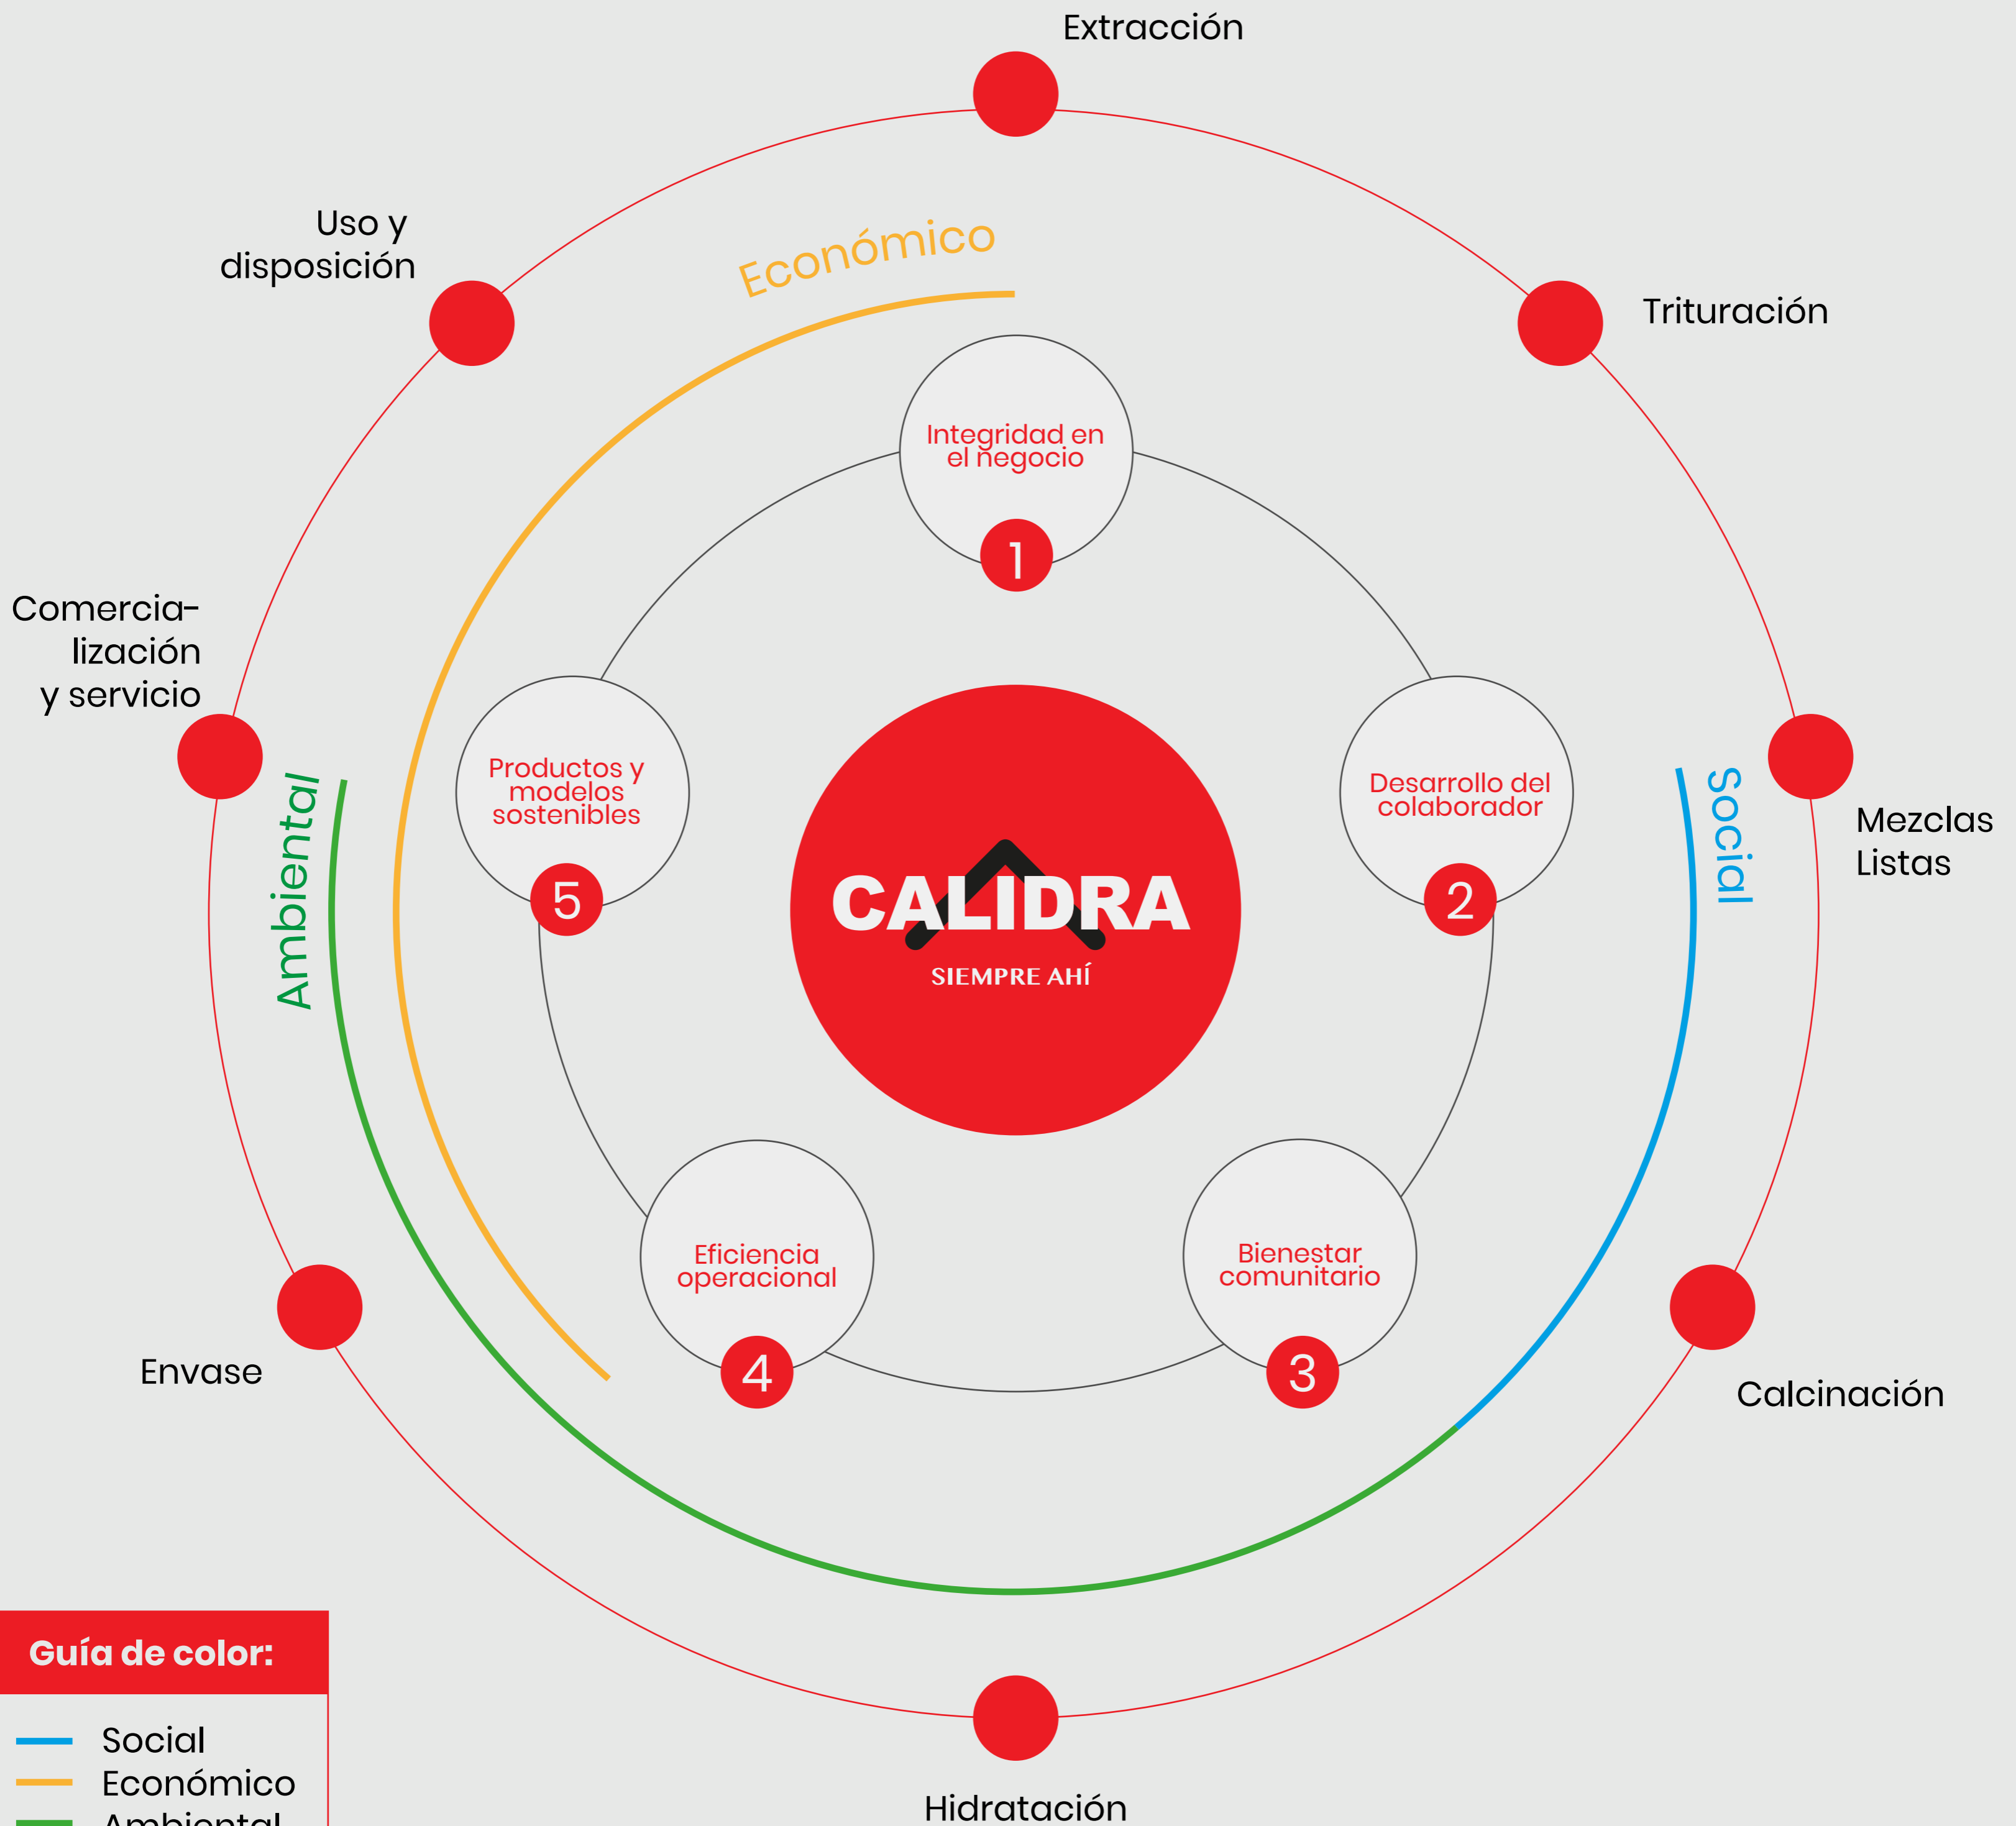 Extracción
Uso y
disposición
Económico
Trituración
Integridad en
el negocio
1
Comercia-
lización
y servicio
Productos y
modelos
sostenibles
5
Desarrollo del
colaborador
2
Social
Mezclas
Listas
Ambiental
CALIDRA
SIEMPRE AHÍ
Eficiencia
operacional
4
Bienestar
comunitario
3
Envase
Calcinación
Guía de color:
Social
Económico
Ambiental
Hidratación